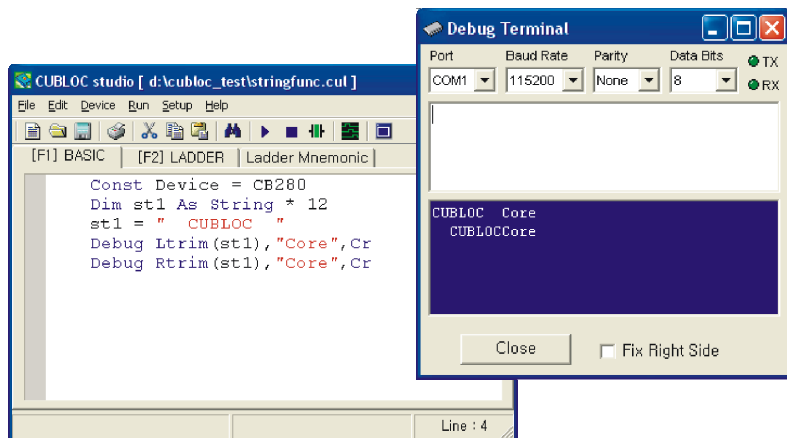 CUBLOC studio [ d:\cubloc_test\stringfunc.cul ]
File Edit Device Run Setup Help
[F1] BASIC [F2] LADDER Ladder Mnemonic
Const Device = CB280
Dim st1 As String * 12
st1 = "  CUBLOC  "
Debug Ltrim(st1),"Core",Cr
Debug Rtrim(st1),"Core",Cr
Line : 4
Debug Terminal
Port Baud Rate Parity Data Bits TX
COM1 115200 None 8 RX
CUBLOC  Core
  CUBLOCCore
Close Fix Right Side